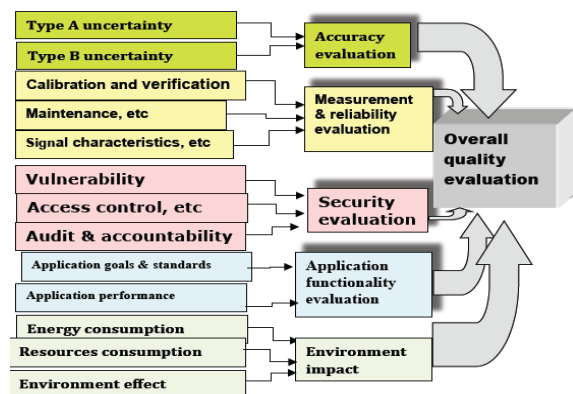 Type A uncertainty
Type B uncertainty
Accuracy
evaluation
Calibration and verification
Maintenance, etc
Signal characteristics, etc
Measurement
& reliability
evaluation
Overall
quality
evaluation
Vulnerability
Access control, etc
Audit & accountability
Security
evaluation
Application goals & standards
Application performance
Application
functionality
evaluation
Energy consumption
Resources consumption
Environment effect
Environment
impact